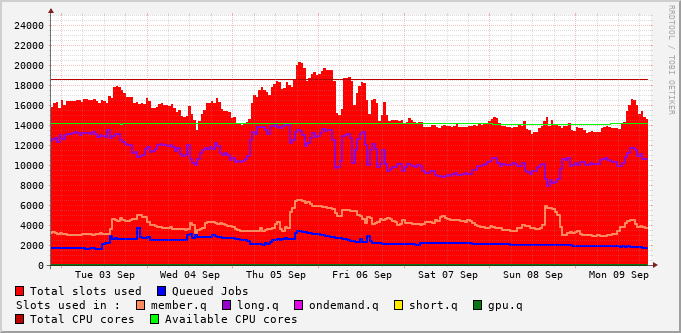 RRDTOOL / TOBI OETIKER
24000
22000
20000
18000
16000
14000
12000
10000
8000
6000
4000
2000
0
Tue 03 Sep Wed 04 Sep Thu 05 Sep Fri 06 Sep Sat 07 Sep Sun 08 Sep Mon 09 Sep
Total slots used Queued Jobs
Slots used in : member.q long.q ondemand.q short.q gpu.q
Total CPU cores Available CPU cores